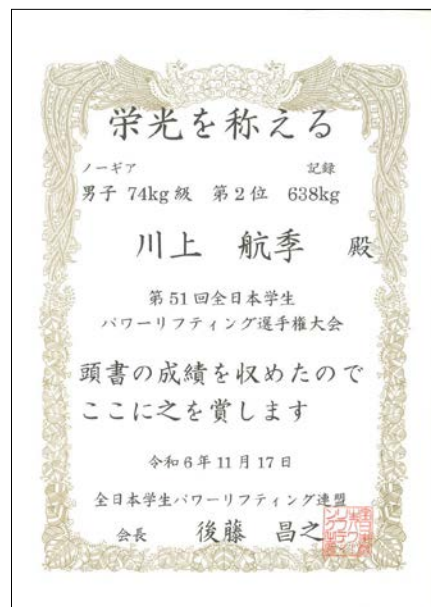 栄光を称える
ノーギア 記録
男子 74kg級 第2位 638kg
川上 航季 殿
第51回全日本学生
パワーリフティング選手権大会
頭書の成績を収めたので
ここに之を賞します
令和6年11月17日
全日本学生パワーリフティング連盟
会長 後藤 昌之